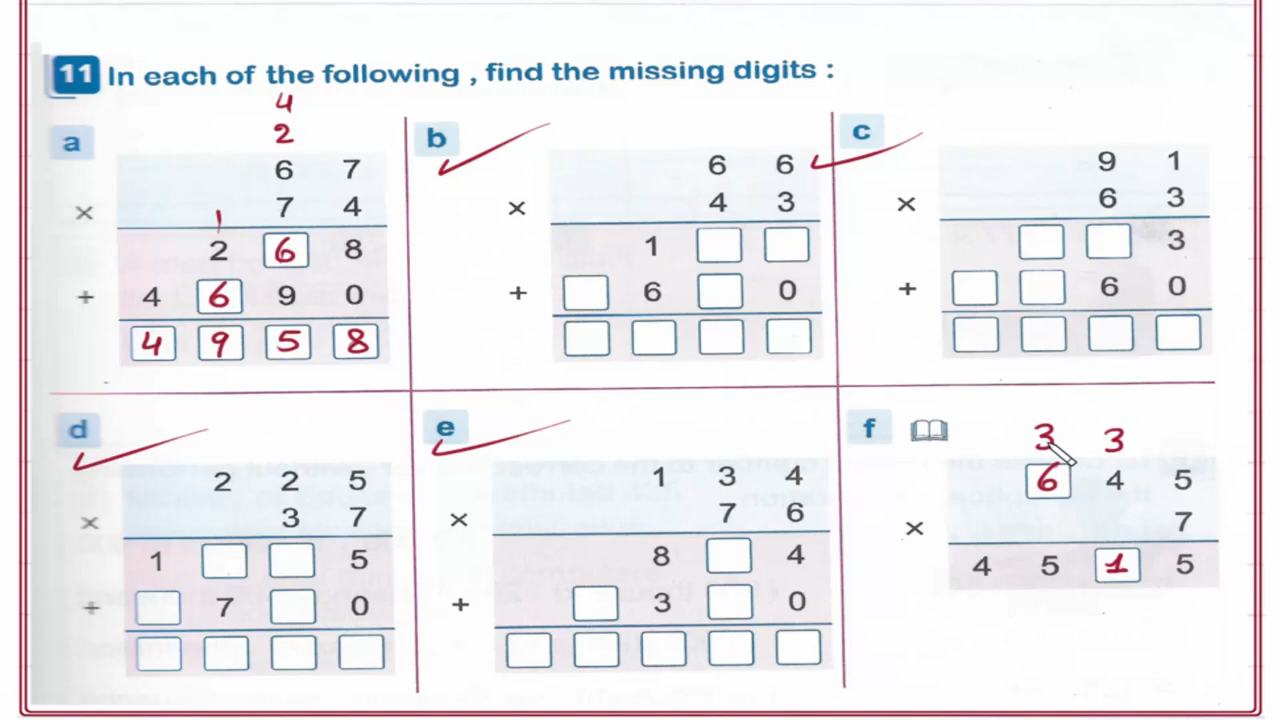 11 In each of the following , find the missing digits :
a
4
2
6 7
× 7 4
1
2 6 8
+ 4 6 9 0
4 9 5 8
b
6 6
× 4 3
1
+ 6 0
c
9 1
× 6 3
3
+ 6 0
d
2 2 5
× 3 7
1 5
+ 7 0
e
1 3 4
× 7 6
8 4
+ 3 0
f
3 3
6 4 5
× 7
4 5 1 5